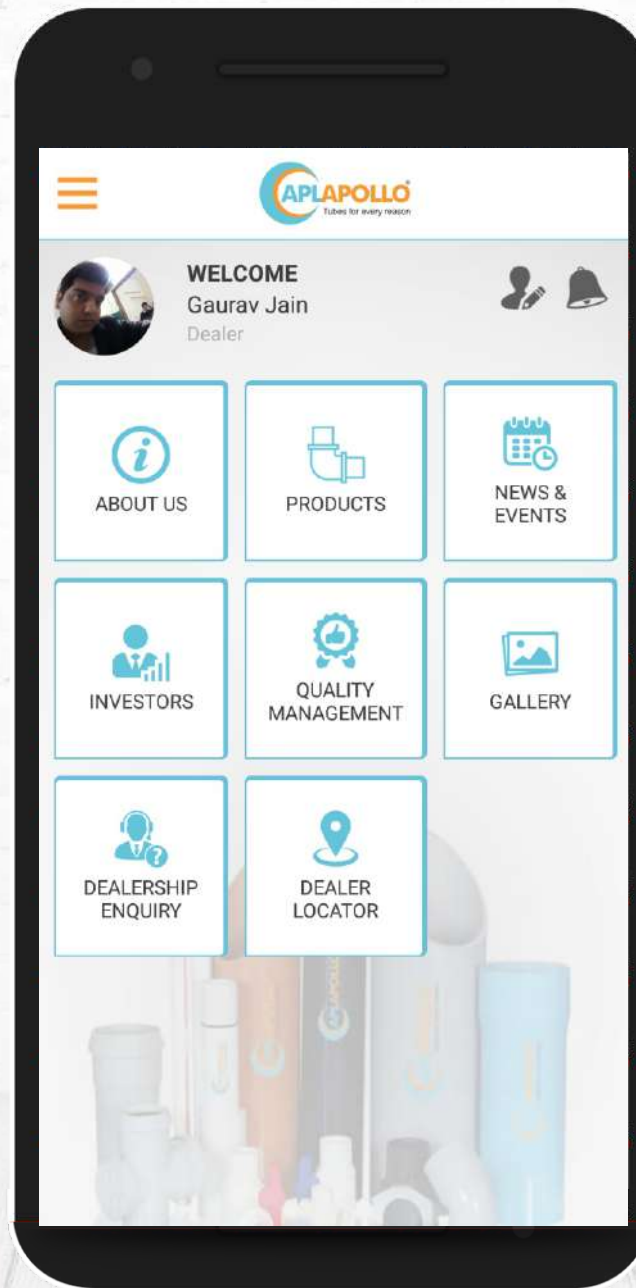 APLAPOLLO
Tubes for every reason
WELCOME
Gaurav Jain
Dealer
ABOUT US
PRODUCTS
NEWS &
EVENTS
INVESTORS
QUALITY
MANAGEMENT
GALLERY
DEALERSHIP
ENQUIRY
DEALER
LOCATOR
APLAPOLLO